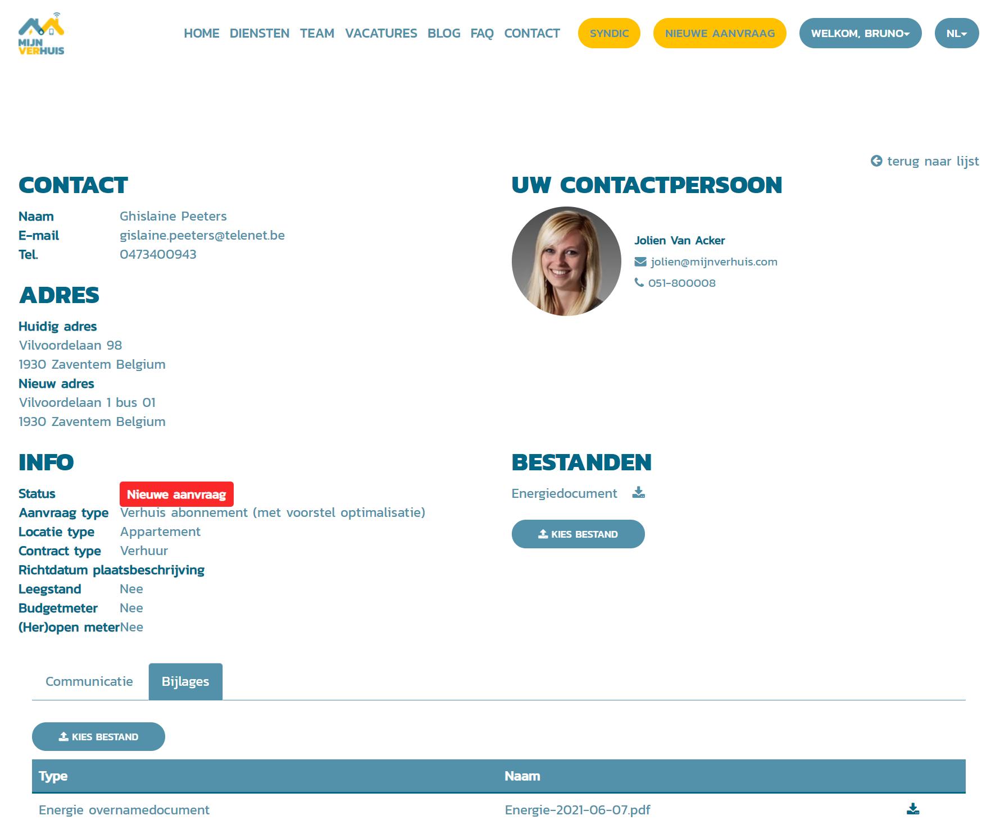 MIJN
VERHUIS
HOME DIENSTEN TEAM VACATURES BLOG FAQ CONTACT SYNDIC NIEUWE AANVRAAG WELKOM, BRUNO NL
terug naar lijst
CONTACT
Naam Ghislaine Peeters
E-mail gislaine.peeters@telenet.be
Tel. 0473400943
UW CONTACTPERSOON
Jolien Van Acker
jolien@mijnverhuis.com
051-800008
ADRES
Huidig adres
Vilvoordelaan 98
1930 Zaventem Belgium
Nieuw adres
Vilvoordelaan 1 bus 01
1930 Zaventem Belgium
INFO
Status Nieuwe aanvraag
Aanvraag type Verhuis abonnement (met voorstel optimalisatie)
Locatie type Appartement
Contract type Verhuur
Richtdatum plaatsbeschrijving
Leegstand Nee
Budgetmeter Nee
(Her)open meter Nee
BESTANDEN
Energiedocument
KIES BESTAND
Communicatie Bijlages
KIES BESTAND
Type Naam
Energie overnamedocument Energie-2021-06-07.pdf